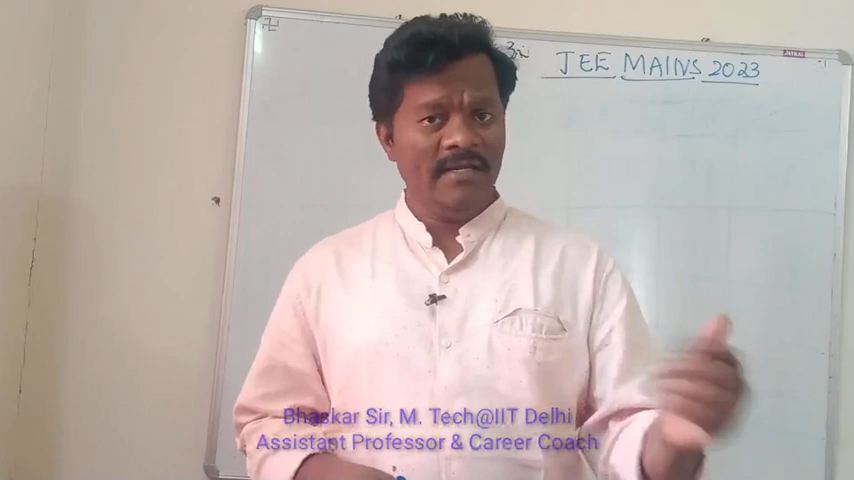 JEE MAINS 2023
Bhaskar Sir, M. Tech@IIT Delhi
Assistant Professor & Career Coach